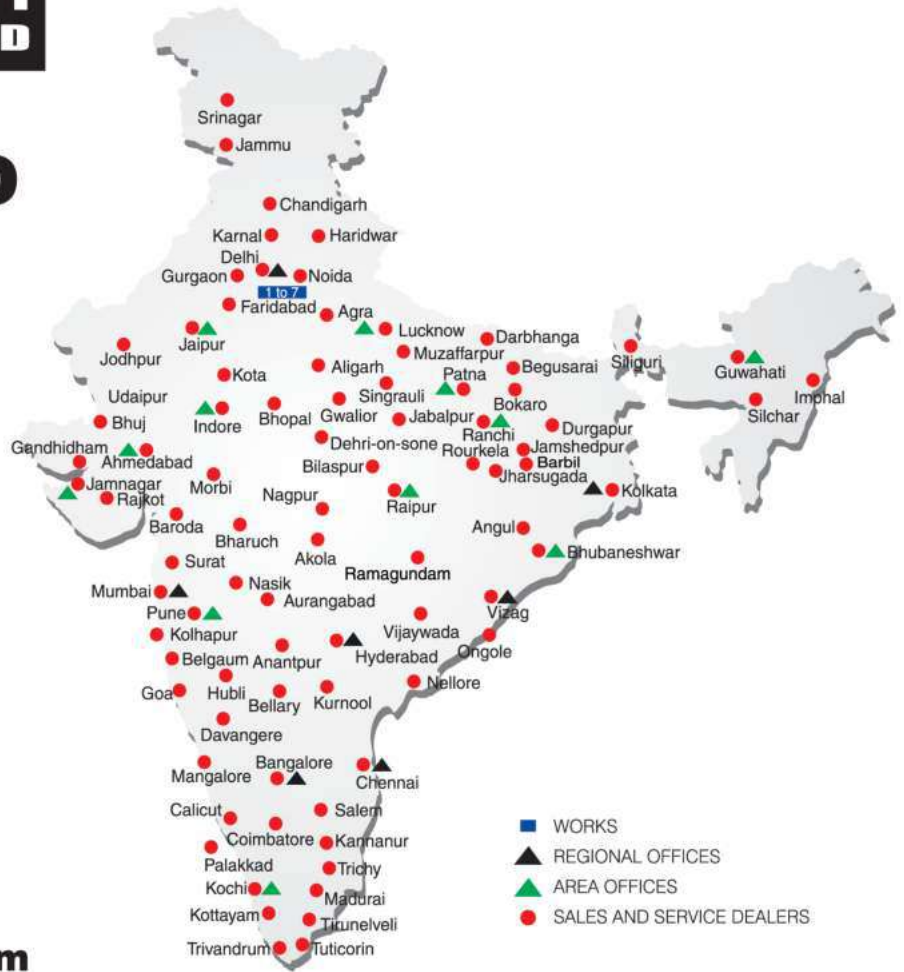 D
Srinagar
Jammu
Chandigarh
Karnal
Haridwar
Delhi
Gurgaon
Noida
1 to 7
Faridabad
Agra
Jaipur
Lucknow
Darbhanga
Jodhpur
Muzaffarpur
Siliguri
Guwahati
Kota
Aligarh
Patna
Begusarai
Imphal
Udaipur
Singrauli
Bokaro
Silchar
Bhuj
Indore
Bhopal
Gwalior
Jabalpur
Ranchi
Durgapur
Gandhidham
Ahmedabad
Dehri-on-sone
Rourkela
Jamshedpur
Barbil
Bilaspur
Jharsugada
Jamnagar
Rajkot
Morbi
Nagpur
Raipur
Kolkata
Baroda
Bharuch
Akola
Angul
Bhubaneshwar
Surat
Ramagundam
Mumbai
Nasik
Aurangabad
Pune
Vizag
Kolhapur
Vijaywada
Ongole
Belgaum
Anantpur
Hyderabad
Goa
Hubli
Bellary
Kurnool
Nellore
Davangere
Mangalore
Bangalore
Chennai
Calicut
Salem
Coimbatore
Kannanur
Palakkad
Trichy
Kochi
Madurai
Kottayam
Tirunelveli
Trivandrum
Tuticorin
WORKS
REGIONAL OFFICES
AREA OFFICES
SALES AND SERVICE DEALERS
m